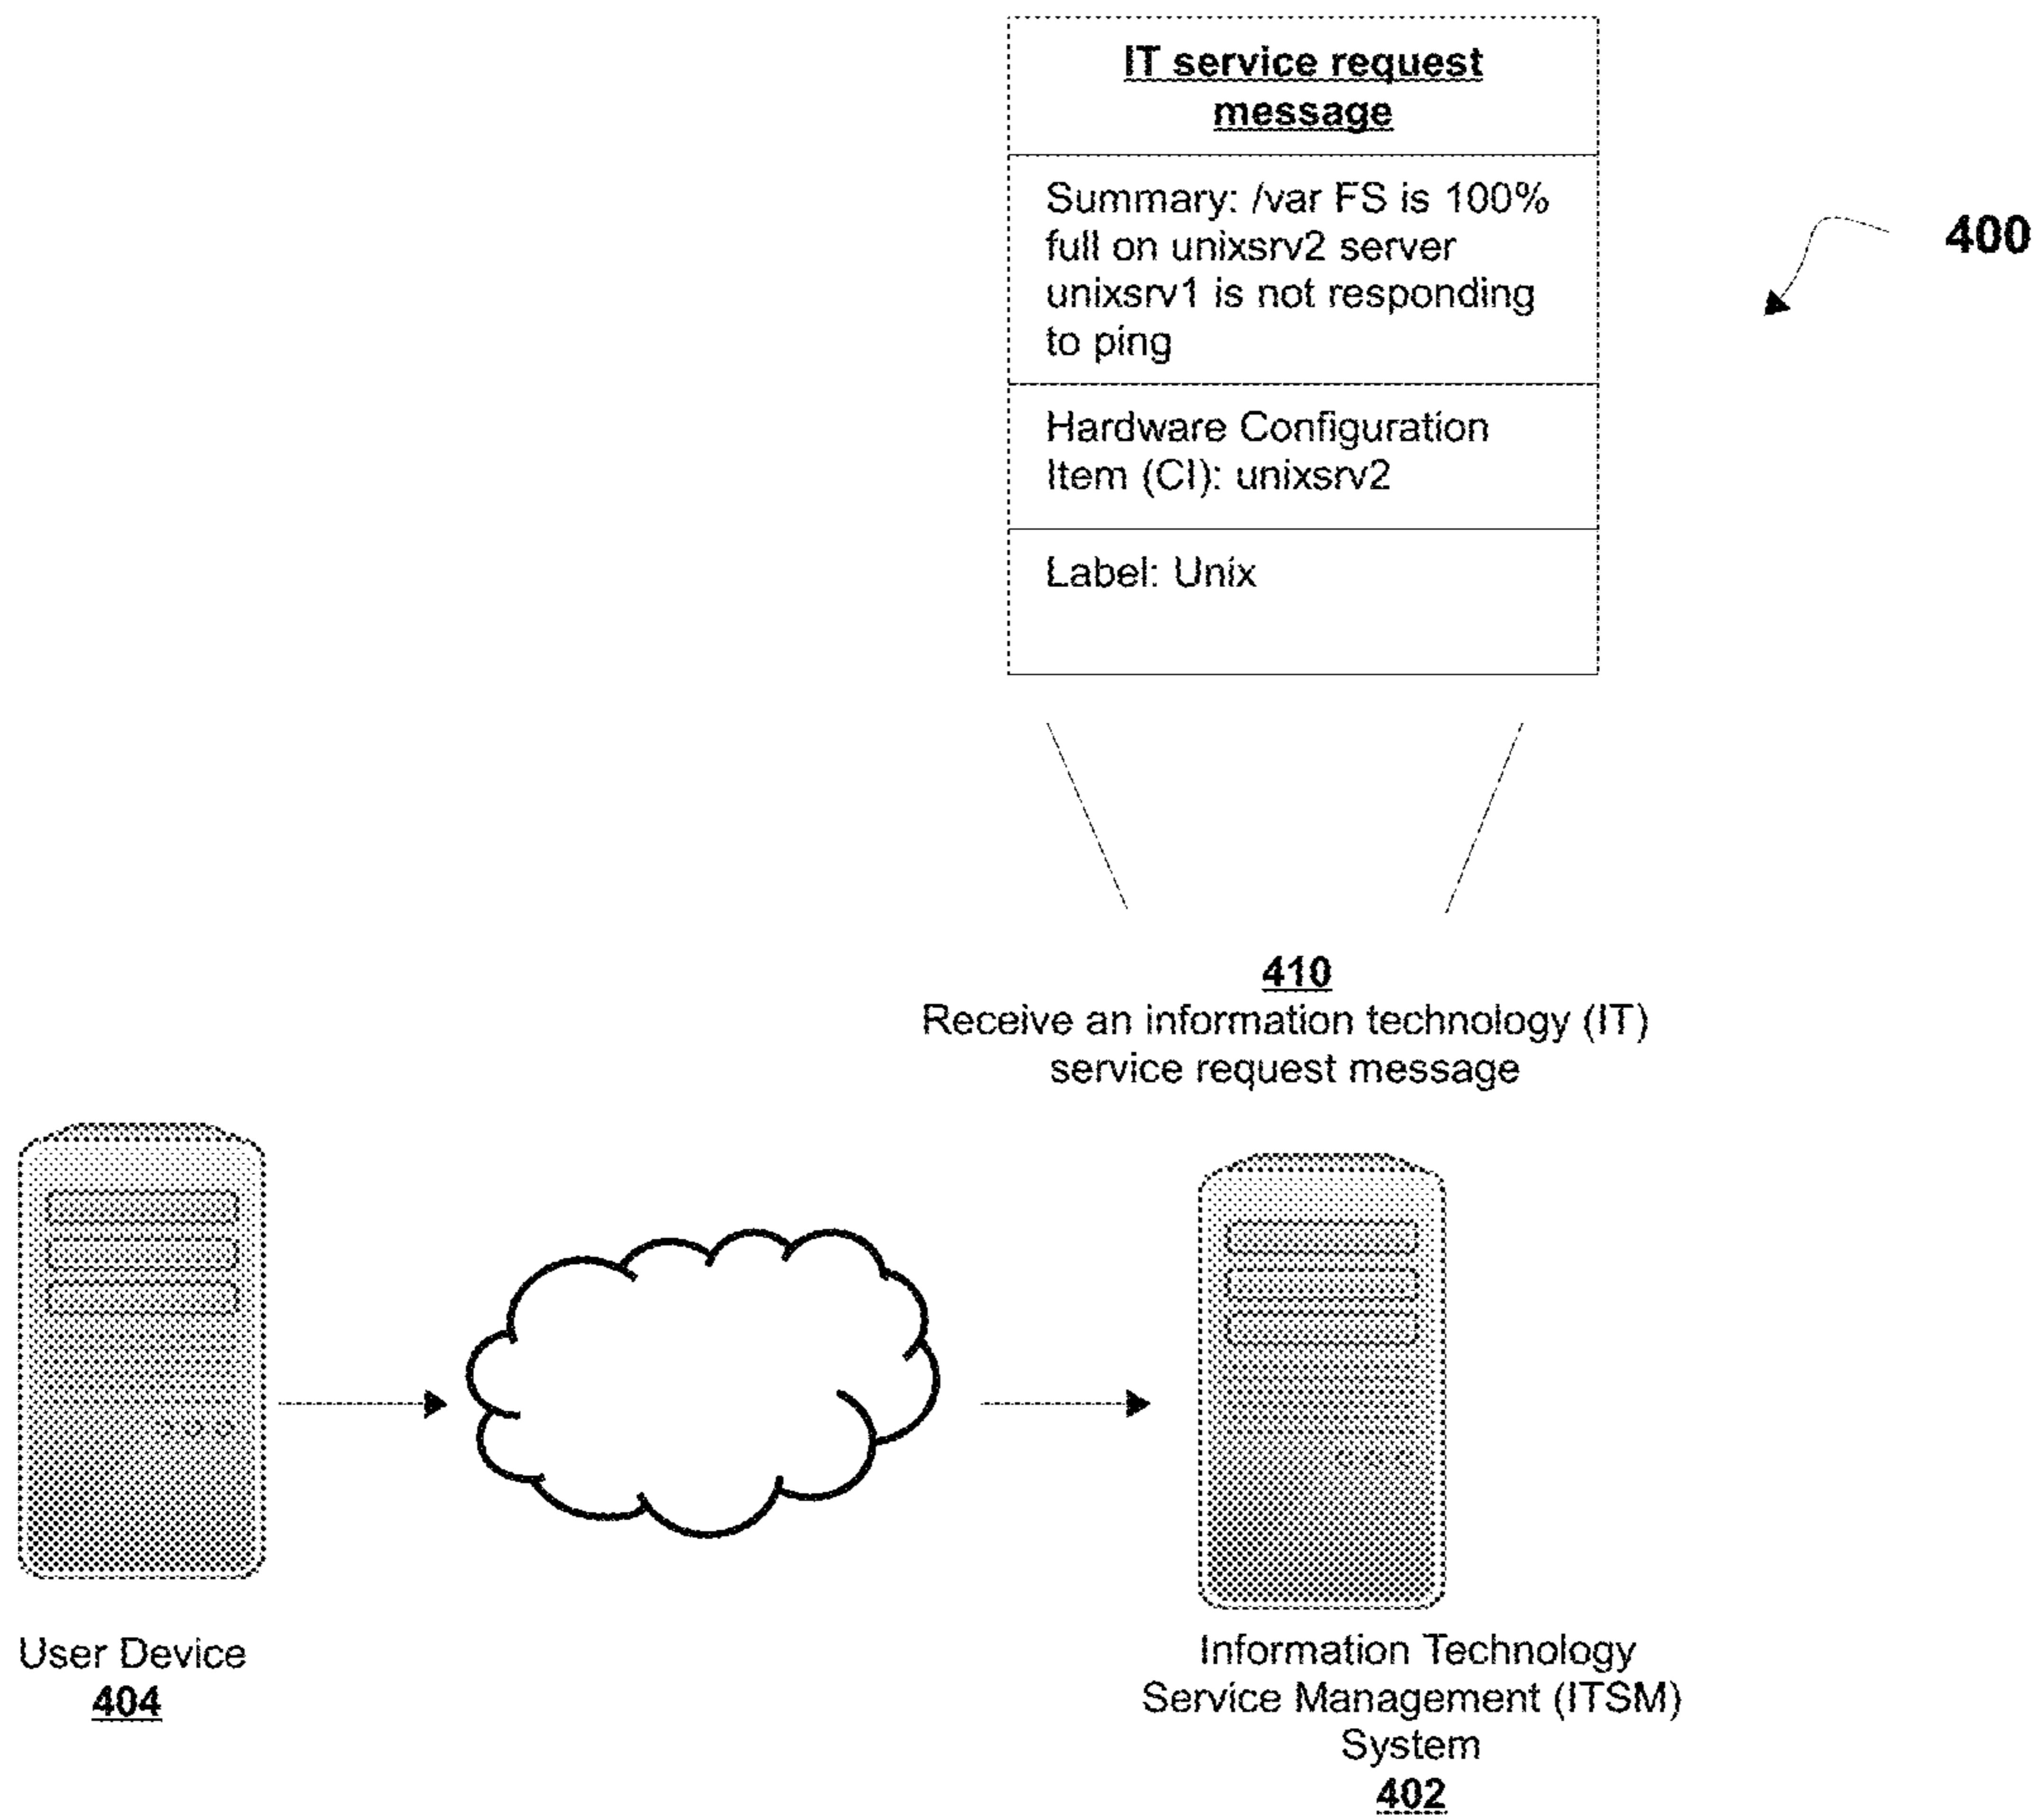 IT service request
message
Summary: /var FS is 100%
full on unixsrv2 server
unixsrv1 is not responding
to ping
Hardware Configuration
Item (CI): unixsrv2
Label: Unix
400
410
Receive an information technology (IT)
service request message
User Device
404
Information Technology
Service Management (ITSM)
System
402